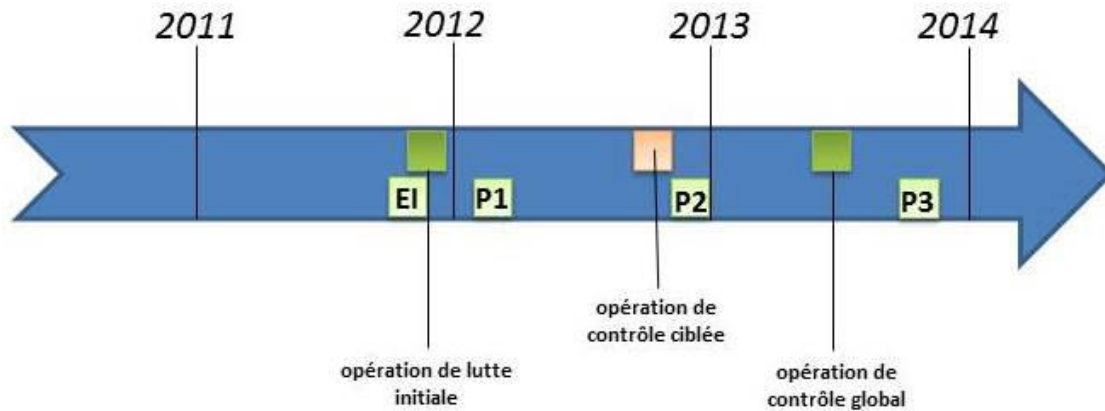 2011
2012
2013
2014
EI
P1
P2
P3
opération de
contrôle ciblée
opération de lutte
initiale
opération de
contrôle global